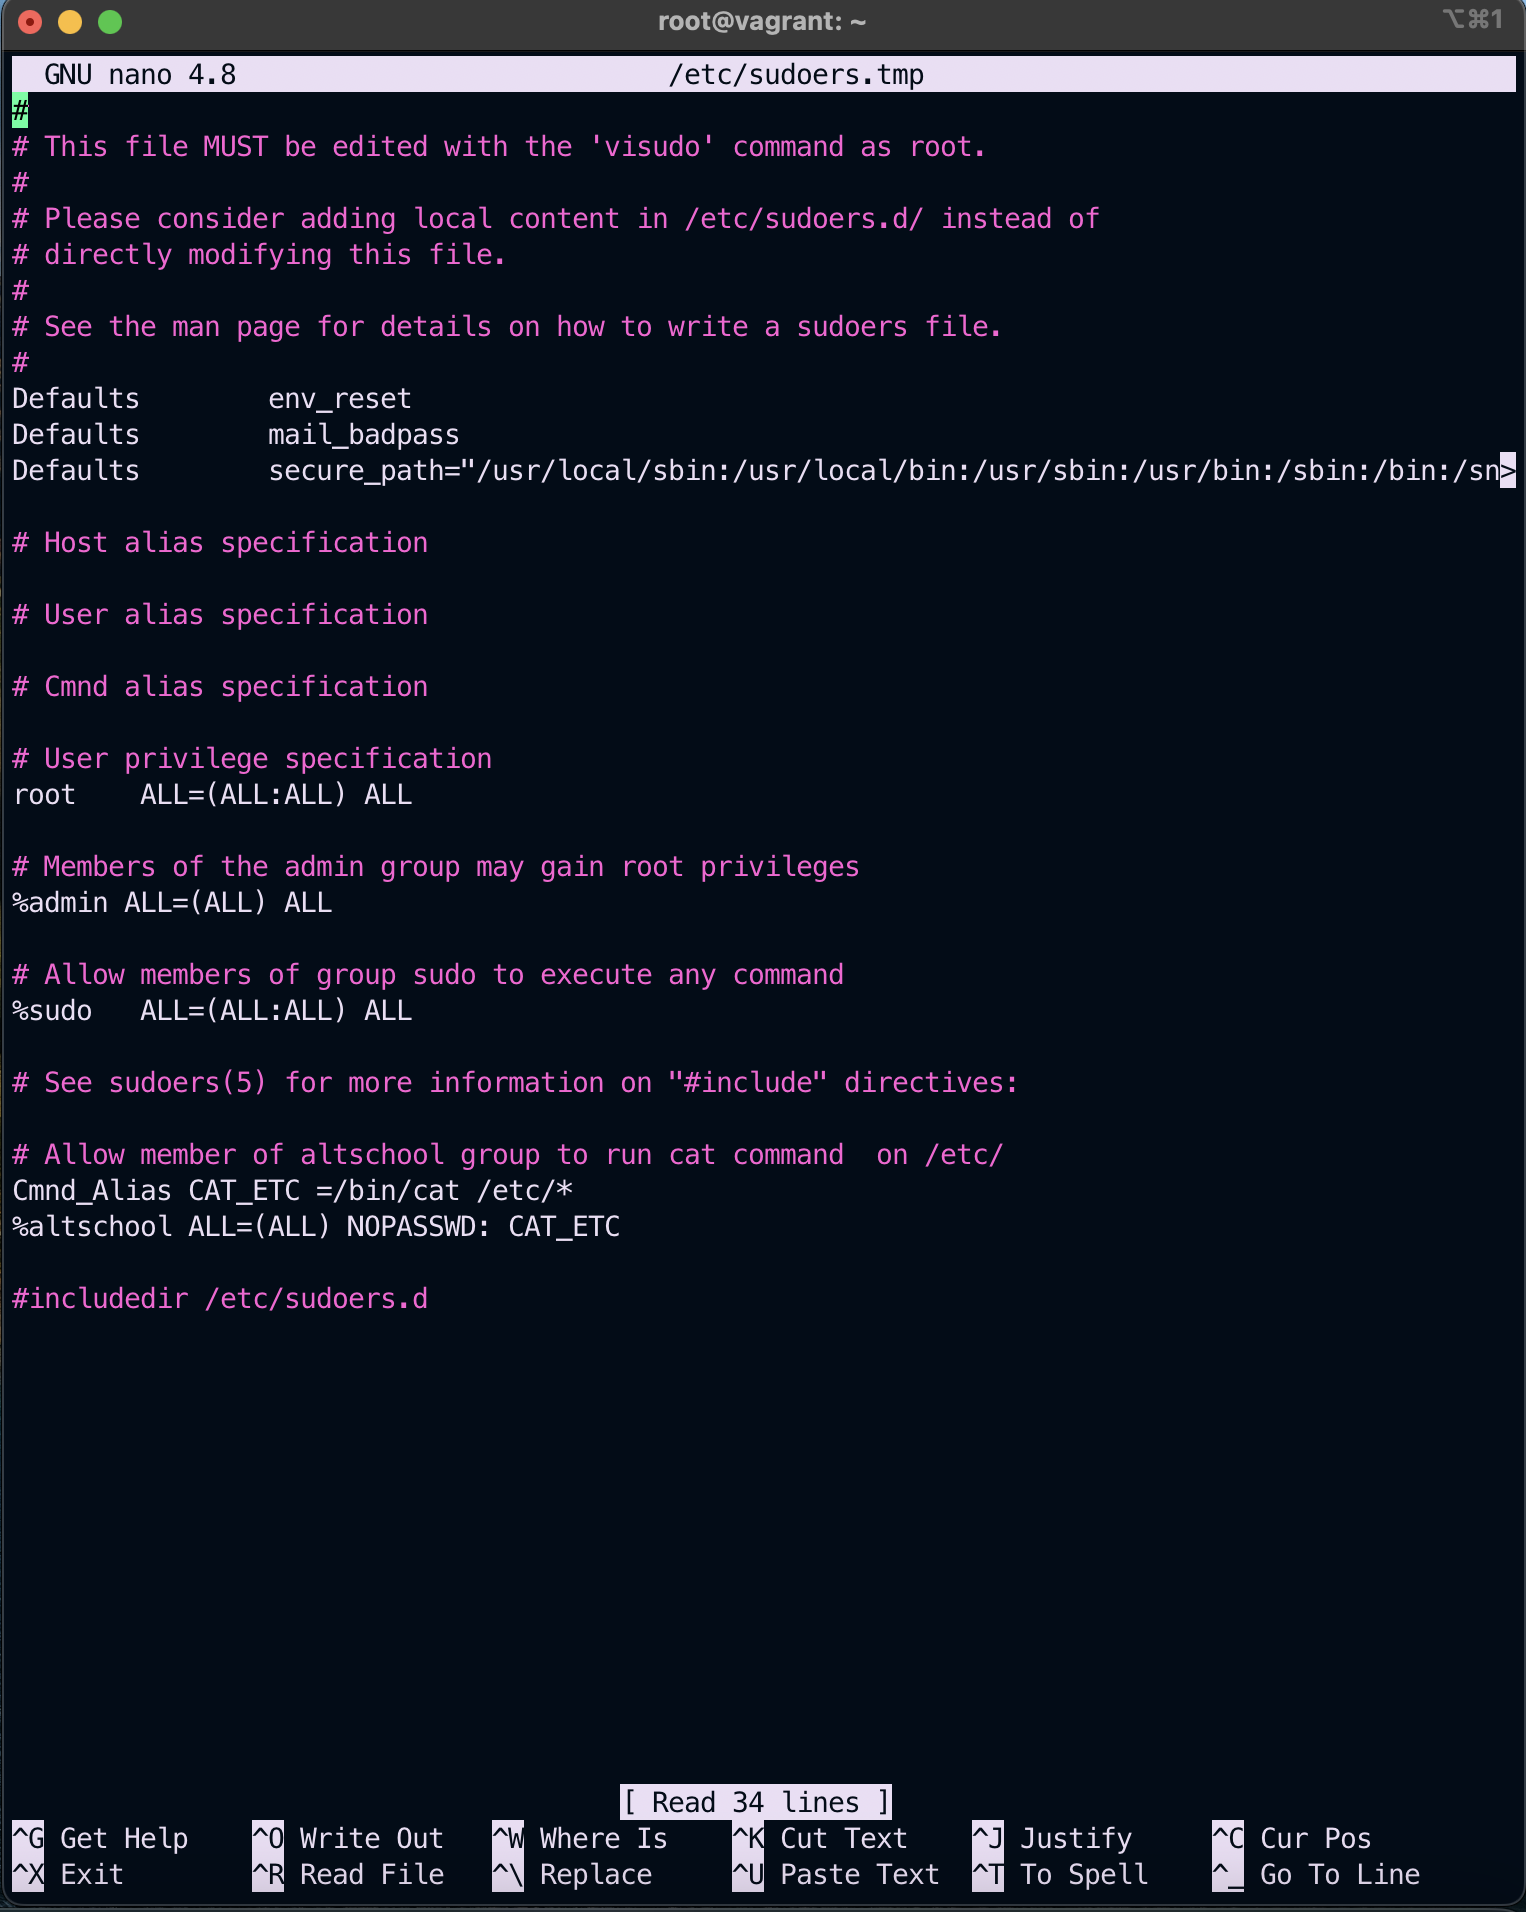 root@vagrant: ~
⌥⌘1
GNU nano 4.8 /etc/sudoers.tmp
#
# This file MUST be edited with the 'visudo' command as root.
#
# Please consider adding local content in /etc/sudoers.d/ instead of
# directly modifying this file.
#
# See the man page for details on how to write a sudoers file.
#
Defaults        env_reset
Defaults        mail_badpass
Defaults        secure_path="/usr/local/sbin:/usr/local/bin:/usr/sbin:/usr/bin:/sbin:/bin:/sn>
# Host alias specification
# User alias specification
# Cmnd alias specification
# User privilege specification
root    ALL=(ALL:ALL) ALL
# Members of the admin group may gain root privileges
%admin ALL=(ALL) ALL
# Allow members of group sudo to execute any command
%sudo   ALL=(ALL:ALL) ALL
# See sudoers(5) for more information on "#include" directives:
# Allow member of altschool group to run cat command  on /etc/
Cmnd_Alias CAT_ETC =/bin/cat /etc/*
%altschool ALL=(ALL) NOPASSWD: CAT_ETC
#includedir /etc/sudoers.d
[ Read 34 lines ]
^G Get Help    ^O Write Out   ^W Where Is    ^K Cut Text    ^J Justify     ^C Cur Pos
^X Exit        ^R Read File   ^\ Replace     ^U Paste Text  ^T To Spell    ^_ Go To Line